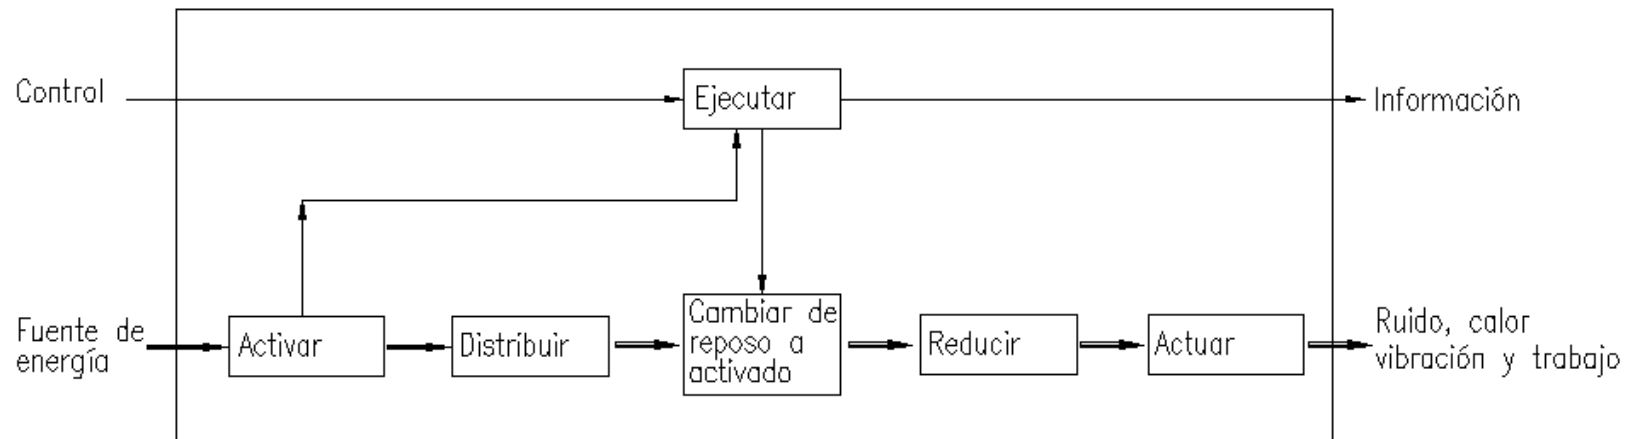 Control
Ejecutar
Información
Fuente de
energía
Activar
Distribuir
Cambiar de
reposo a
activado
Reducir
Actuar
Ruido, calor
vibración y trabajo